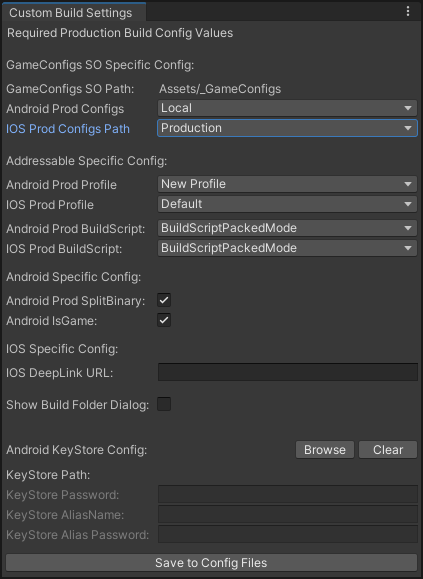 Custom Build Settings
Required Production Build Config Values
GameConfigs SO Specific Config:
GameConfigs SO Path: Assets/_GameConfigs
Android Prod Configs Local
IOS Prod Configs Path Production
Addressable Specific Config:
Android Prod Profile New Profile
IOS Prod Profile Default
Android Prod BuildScript: BuildScriptPackedMode
IOS Prod BuildScript: BuildScriptPackedMode
Android Specific Config:
Android Prod SplitBinary:
Android IsGame:
IOS Specific Config:
IOS DeepLink URL:
Show Build Folder Dialog:
Android KeyStore Config: Browse Clear
KeyStore Path:
KeyStore Password:
KeyStore AliasName:
KeyStore Alias Password:
Save to Config Files